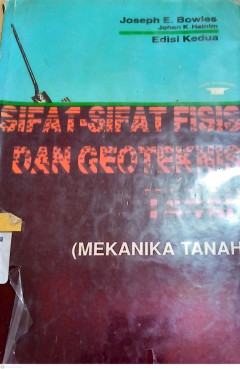 Joseph E. Bowles
Johan K. Hainim
Edisi Kedua
SIFAT-SIFAT FISIS
DAN GEOTEKNIS
(MEKANIKA TANAH